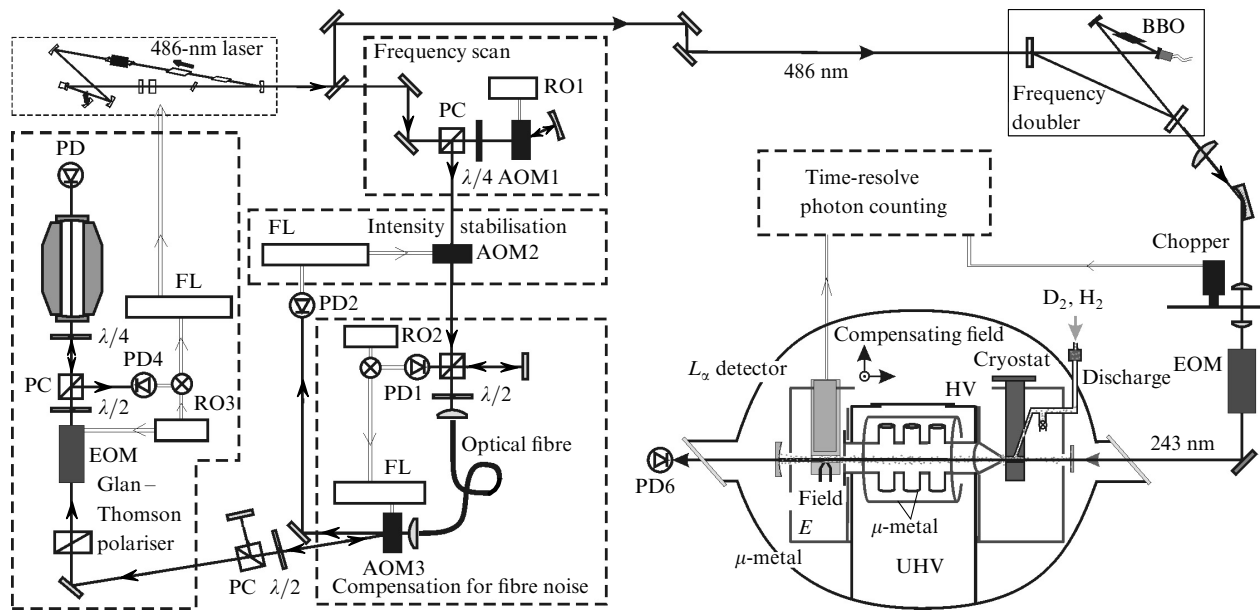 486-nm laser
Frequency scan
RO1
PC
λ/4 AOM1
486 nm
BBO
Frequency
doubler
PD
FL
λ/4
PD4
PC
λ/2
RO3
EOM
Glan–
Thomson
polariser
FL
Intensity stabilisation
AOM2
PD2
RO2
PD1
λ/2
Optical fibre
FL
AOM3
Compensation for fibre noise
PC
λ/2
Time-resolve
photon counting
Chopper
D2, H2
Compensating field
Cryostat
Lα detector
Discharge
EOM
HV
243 nm
PD6
Field
E
μ-metal
μ-metal
UHV